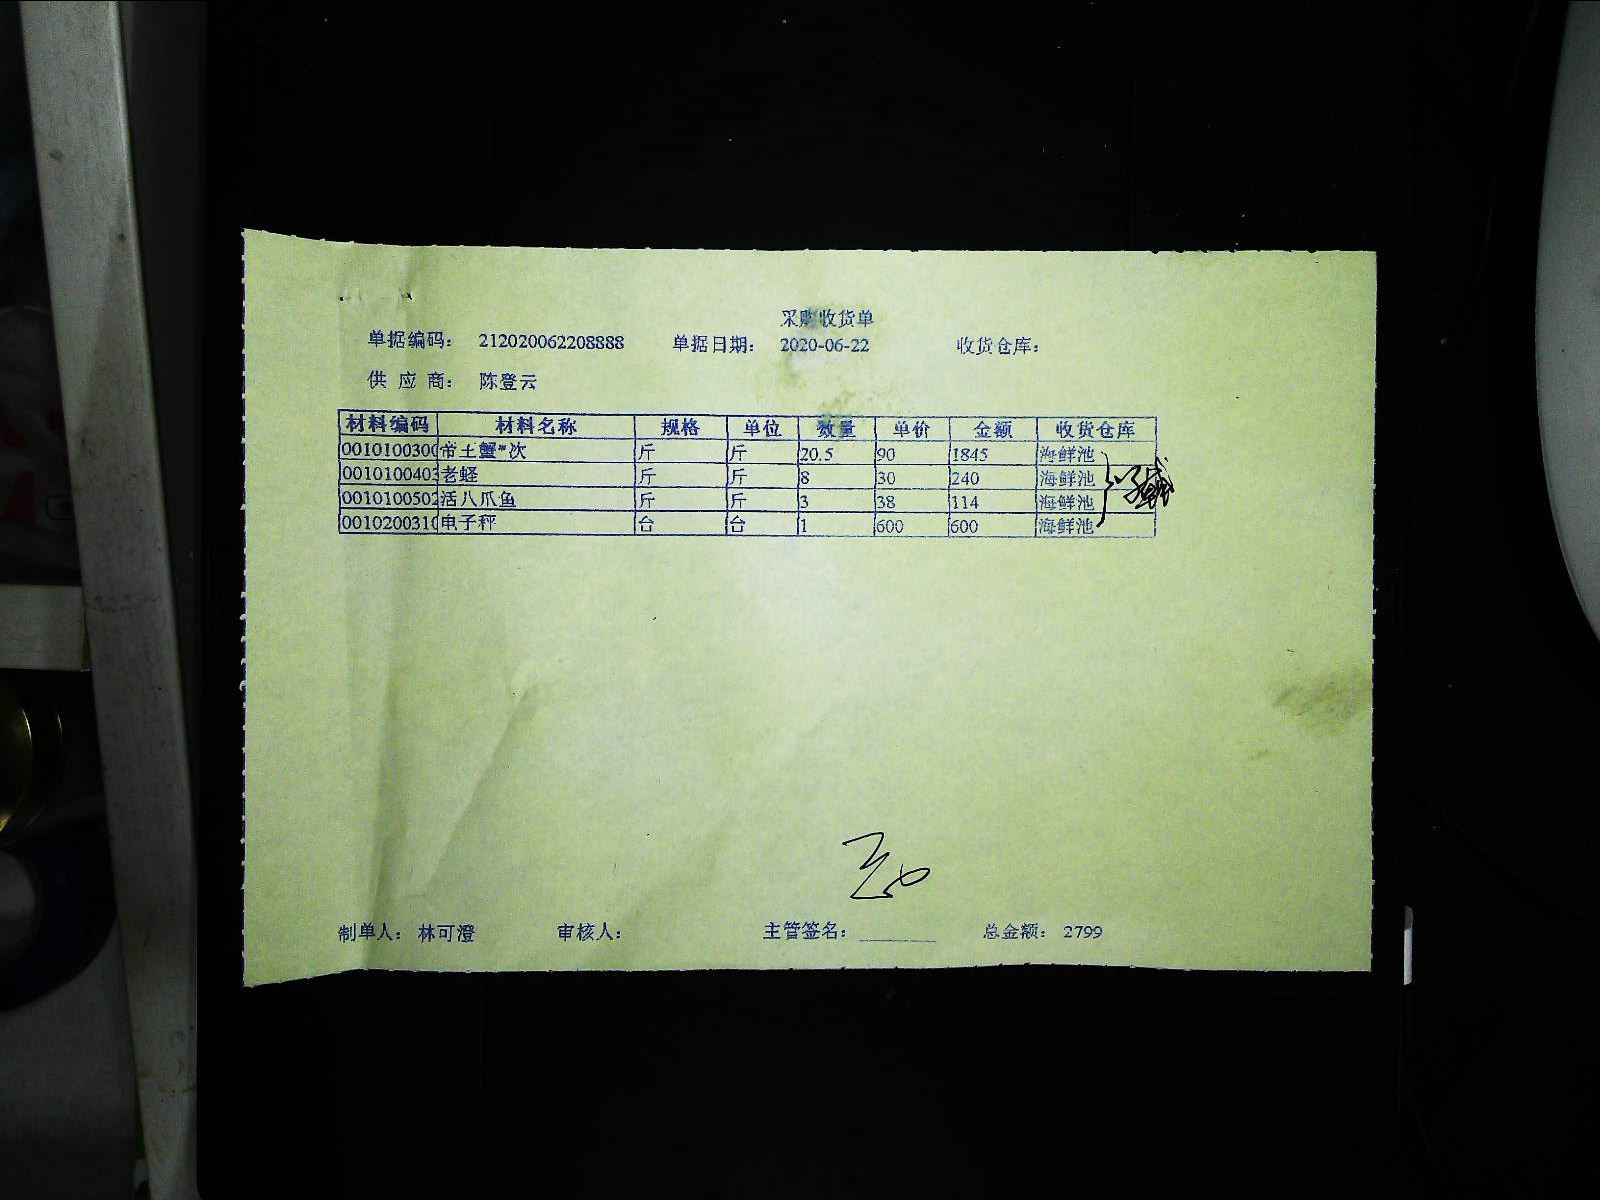 采购收货单
单据编码： 212020062208888 单据日期： 2020-06-22 收货仓库：
供 应 商： 陈登云
材料编码 材料名称 规格 单位 数量 单价 金额 收货仓库
0010100300 帝王蟹*次 斤 斤 20.5 90 1845 海鲜池
0010100403 老蛏 斤 斤 8 30 240 海鲜池
0010100502 活八爪鱼 斤 斤 3 38 114 海鲜池
0010200310 电子秤 台 台 1 600 600 海鲜池
制单人： 林可澄 审核人： 主管签名： 总金额： 2799